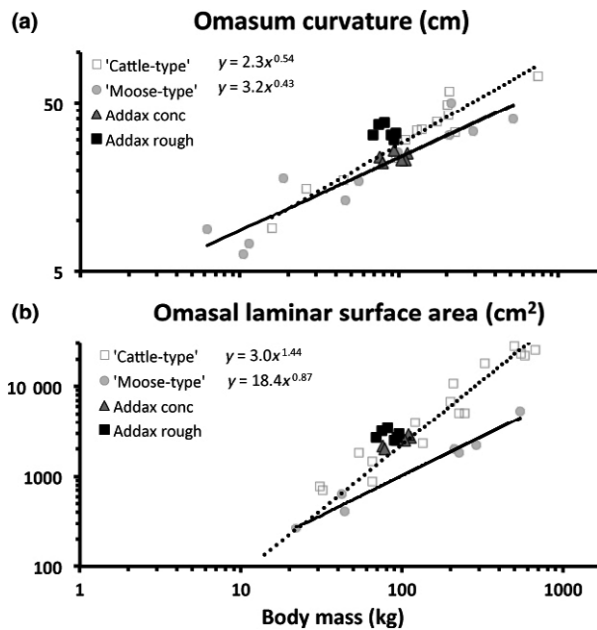 (a) Omasum curvature (cm)
'Cattle-type' y = 2.3x^0.54
'Moose-type' y = 3.2x^0.43
Addax conc
Addax rough
50
5
(b) Omasal laminar surface area (cm²)
'Cattle-type' y = 3.0x^1.44
'Moose-type' y = 18.4x^0.87
Addax conc
Addax rough
10 000
1000
100
1 10 100 1000
Body mass (kg)